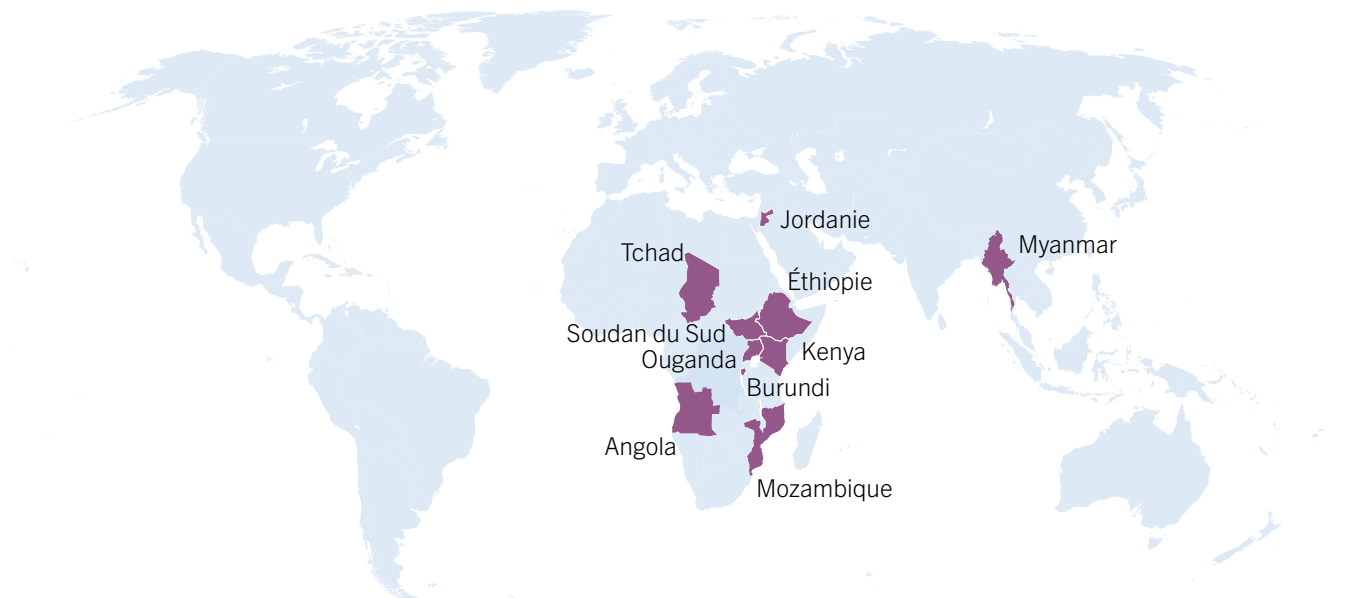 Jordanie
Myanmar
Tchad
Éthiopie
Soudan du Sud
Kenya
Ouganda
Burundi
Angola
Mozambique